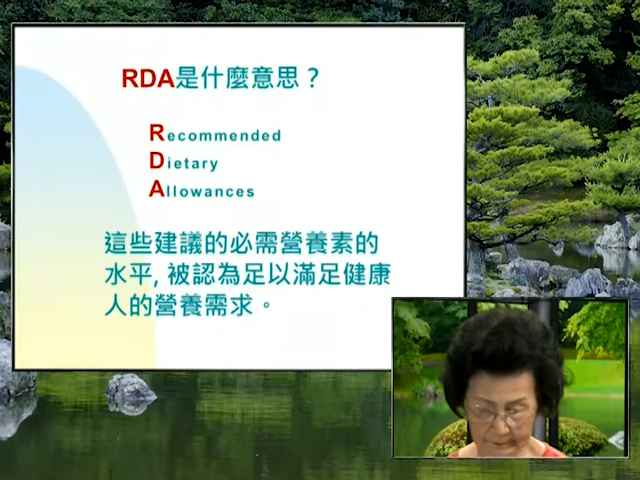 RDA是什麼意思？
Recommended
Dietary
Allowances
這些建議的必需營養素的
水平, 被認為足以滿足健康
人的營養需求。